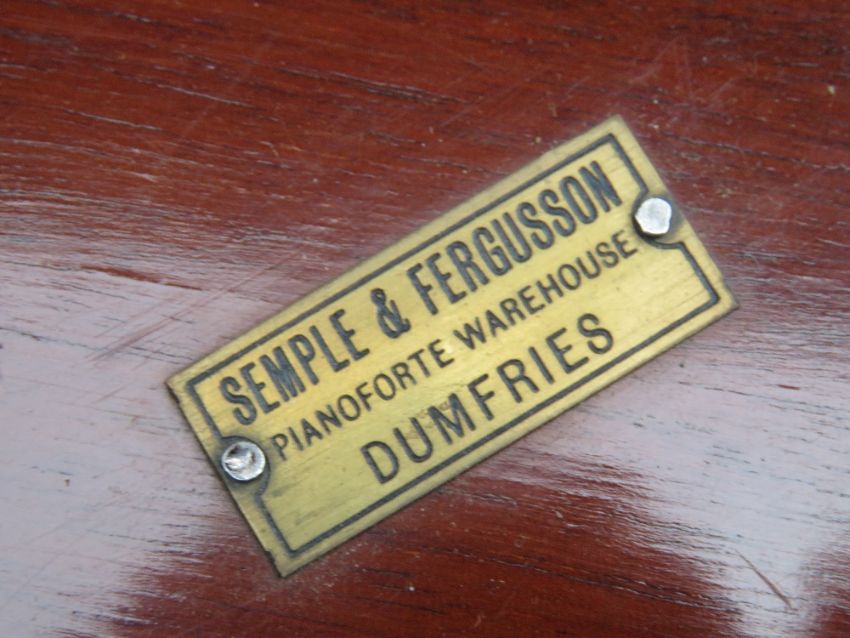 SEMPLE & FERGUSSON
PIANOFORTE WAREHOUSE
DUMFRIES